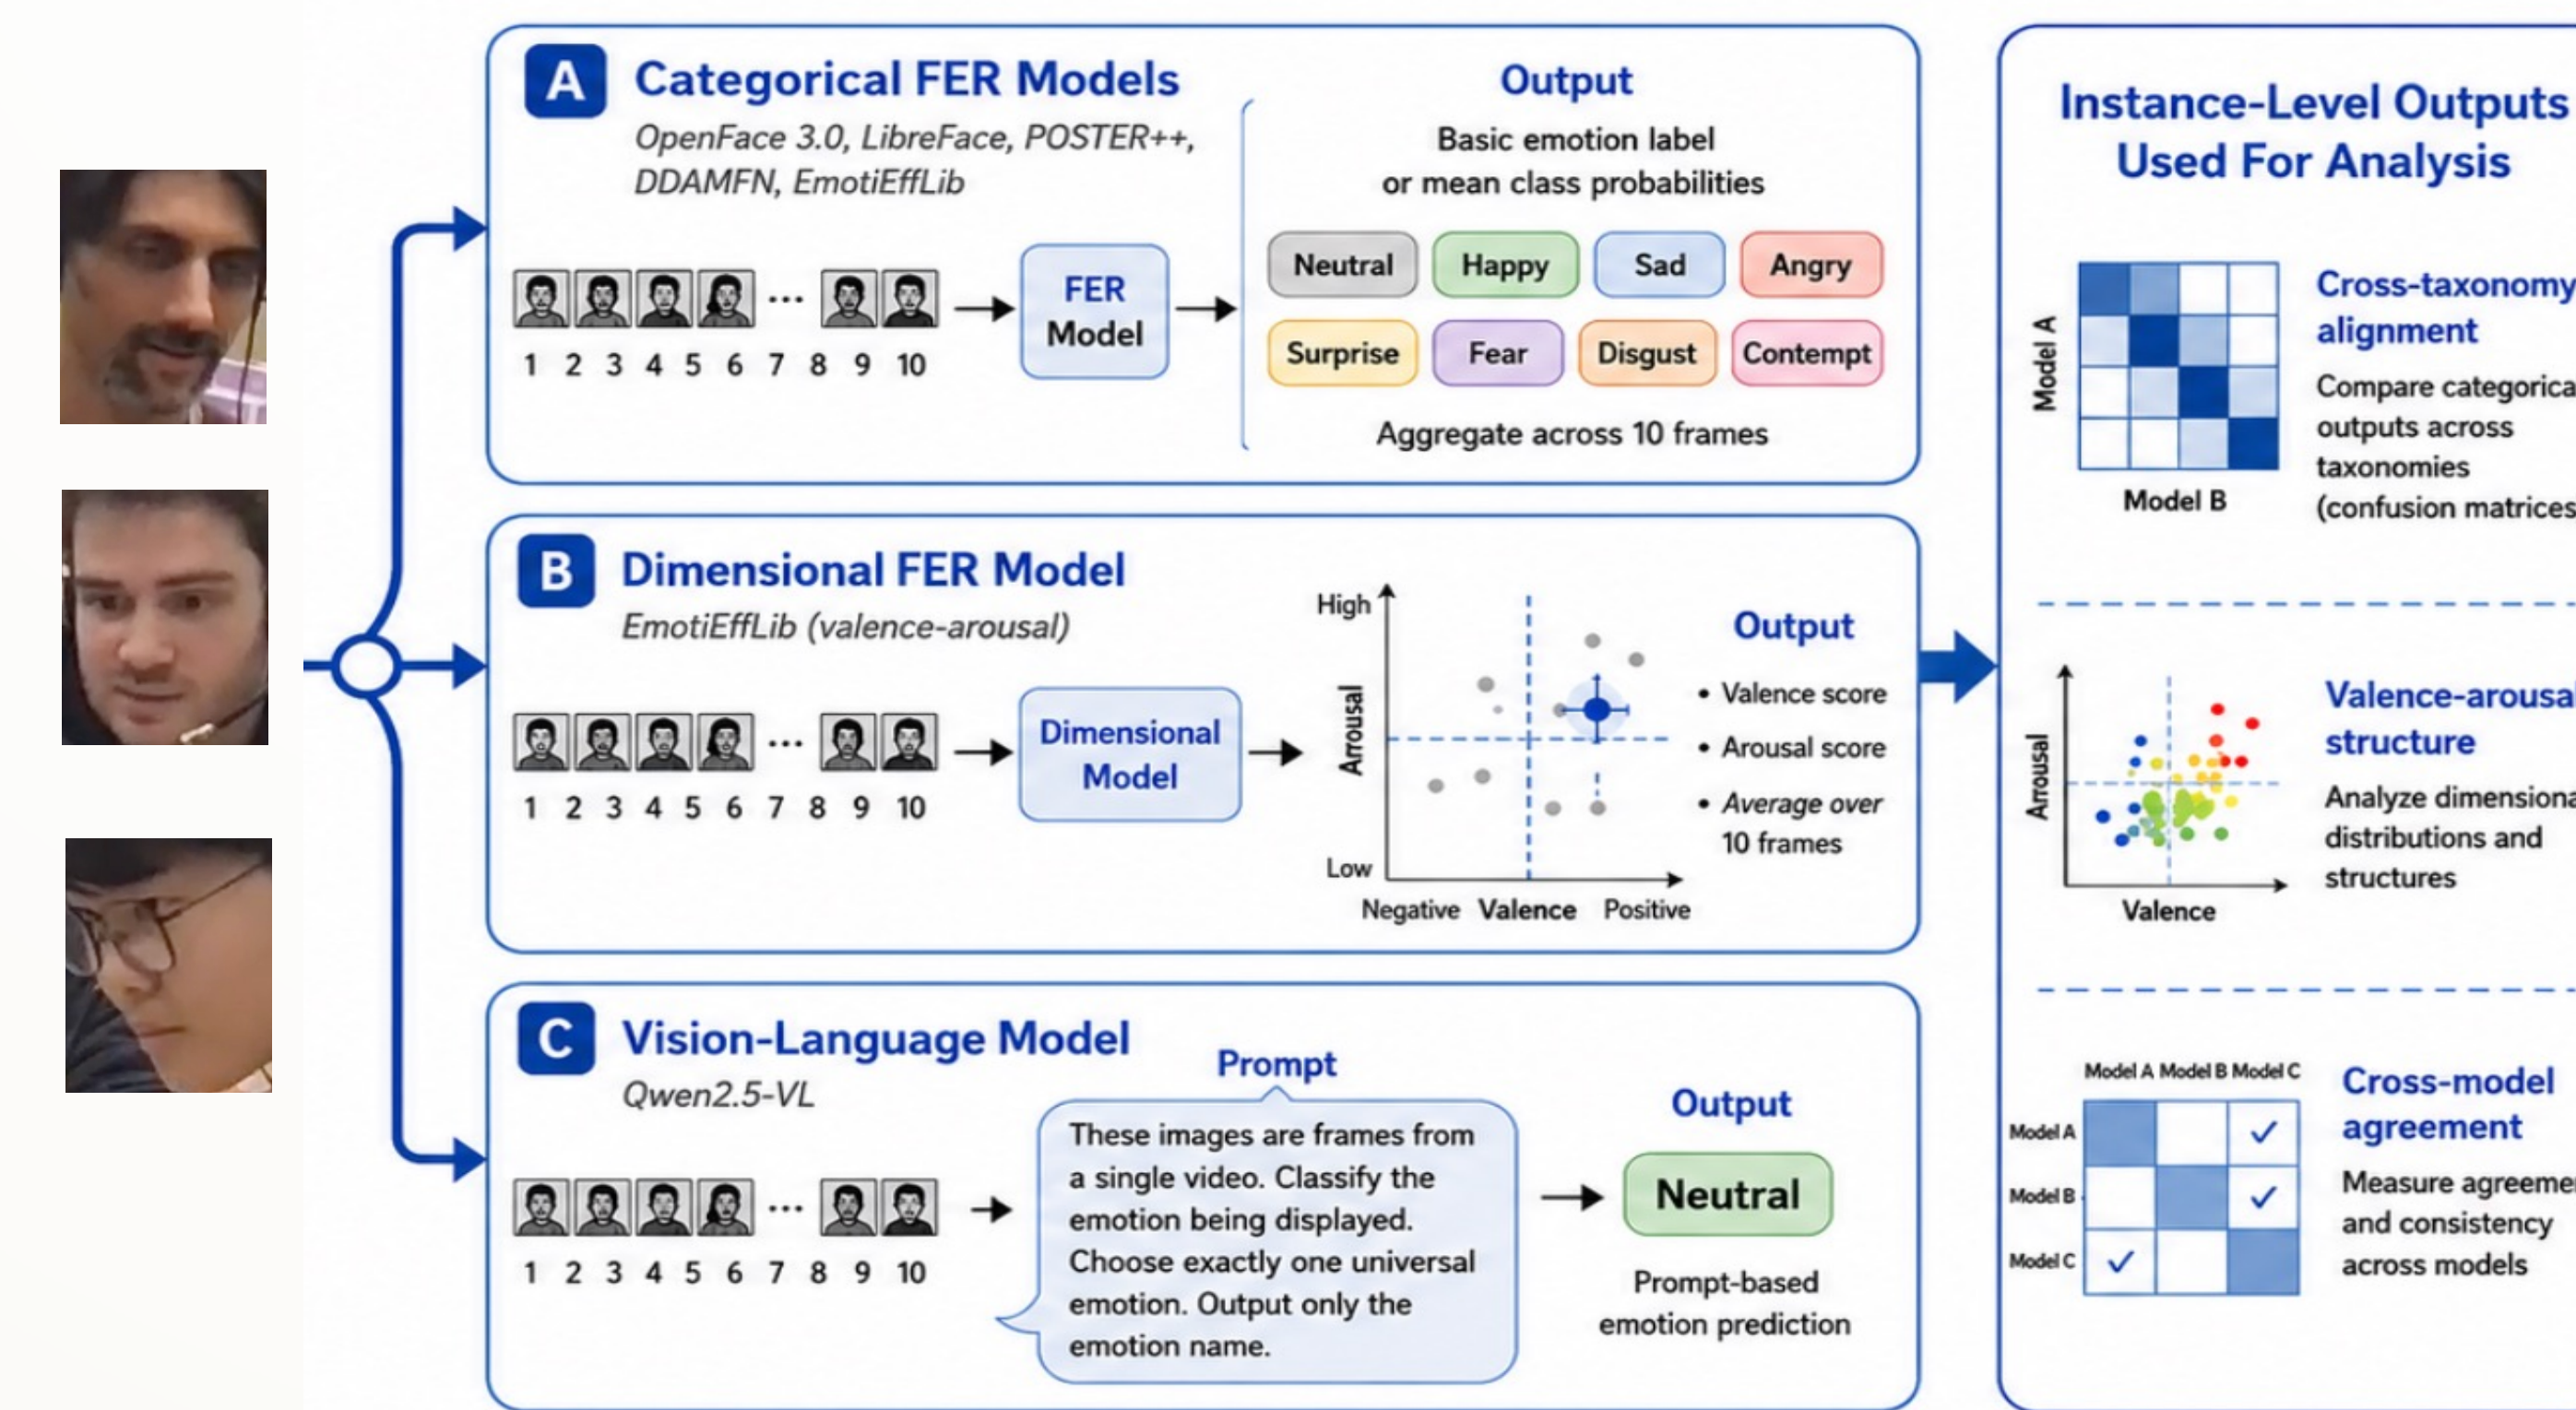 A
Categorical FER Models
OpenFace 3.0, LibreFace, POSTER++,
DDAMFN, EmotiEffLib
1 2 3 4 5 6 7 8 9 10
...
FER
Model
Output
Basic emotion label
or mean class probabilities
Neutral Happy Sad Angry
Surprise Fear Disgust Contempt
Aggregate across 10 frames
B
Dimensional FER Model
EmotiEffLib (valence-arousal)
...
1 2 3 4 5 6 7 8 9 10
Dimensional
Model
High
Arrousal
Low
Negative Valence Positive
Output
• Valence score
• Arousal score
• Average over
10 frames
C
Vision-Language Model
Qwen2.5-VL
...
1 2 3 4 5 6 7 8 9 10
Prompt
These images are frames from
a single video. Classify the
emotion being displayed.
Choose exactly one universal
emotion. Output only the
emotion name.
Output
Neutral
Prompt-based
emotion prediction
Instance-Level Outputs
Used For Analysis
Model A
Model B
Cross-taxonomy
alignment
Compare categorica
outputs across
taxonomies
(confusion matrices
Arrousal
Valence
Valence-arousal
structure
Analyze dimensiona
distributions and
structures
Model A Model B Model C
Model A
Model B
Model C
Cross-model
agreement
Measure agreeme
and consistency
across models